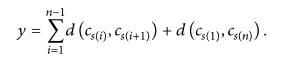 $y = \sum_{i=1}^{n-1} d\left(c_{s(i)}, c_{s(i+1)}\right) + d\left(c_{s(1)}, c_{s(n)}\right).$